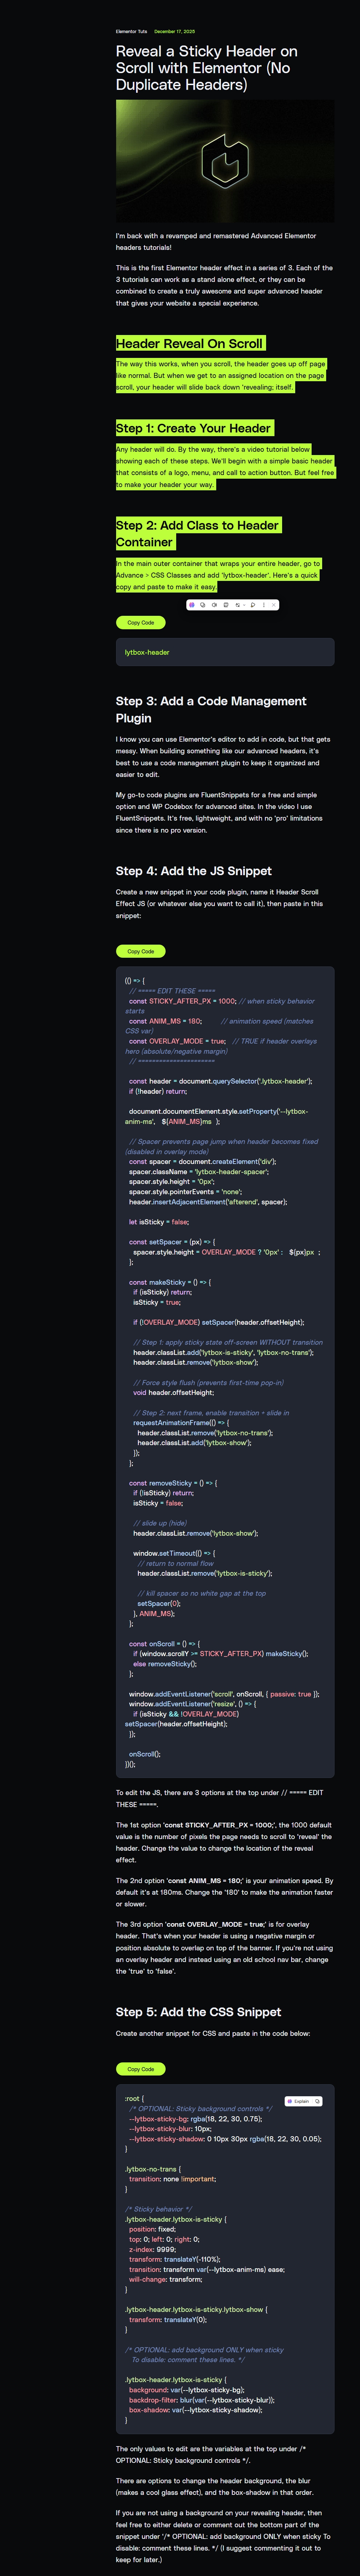 Elementor Tuts December 17, 2025
Reveal a Sticky Header on
Scroll with Elementor (No
Duplicate Headers)
I'm back with a revamped and remastered Advanced Elementor
headers tutorials!
This is the first Elementor header effect in a series of 3. Each of the
3 tutorials can work as a stand alone effect, or they can be
combined to create a truly awesome and super advanced header
that gives your website a special experience.
Header Reveal On Scroll
The way this works, when you scroll, the header goes up off page
like normal. But when we get to an assigned location on the page
scroll, your header will slide back down 'revealing; itself.
Step 1: Create Your Header
Any header will do. By the way, there's a video tutorial below
showing each of these steps. We'll begin with a simple basic header
that consists of a logo, menu, and call to action button. But feel free
to make your header your way.
Step 2: Add Class to Header
Container
In the main outer container that wraps your entire header, go to
Advance > CSS Classes and add 'lytbox-header'. Here's a quick
copy and paste to make it easy.
Copy Code
lytbox-header
Step 3: Add a Code Management
Plugin
I know you can use Elementor's editor to add in code, but that gets
messy. When building something like our advanced headers, it's
best to use a code management plugin to keep it organized and
easier to edit.
My go-to code plugins are FluentSnippets for a free and simple
option and WP Codebox for advanced sites. In the video I use
FluentSnippets. It's free, lightweight, and with no 'pro' limitations
since there is no pro version.
Step 4: Add the JS Snippet
Create a new snippet in your code plugin, name it Header Scroll
Effect JS (or whatever else you want to call it), then paste in this
snippet:
Copy Code
(() => {
// ===== EDIT THESE =====
const STICKY_AFTER_PX = 1000; // when sticky behavior
starts
const ANIM_MS = 180; // animation speed (matches
CSS var)
const OVERLAY_MODE = true; // TRUE if header overlays
hero (absolute/negative margin)
// =====================
const header = document.querySelector('.lytbox-header');
if (!header) return;
document.documentElement.style.setProperty('--lytbox-
anim-ms', ${ANIM_MS}ms );
// Spacer prevents page jump when header becomes fixed
(disabled in overlay mode)
const spacer = document.createElement('div');
spacer.className = 'lytbox-header-spacer';
spacer.style.height = '0px';
spacer.style.pointerEvents = 'none';
header.insertAdjacentElement('afterend', spacer);
let isSticky = false;
const setSpacer = (px) => {
spacer.style.height = OVERLAY_MODE ? '0px' : ${px}px ;
};
const makeSticky = () => {
if (isSticky) return;
isSticky = true;
if (!OVERLAY_MODE) setSpacer(header.offsetHeight);
// Step 1: apply sticky state off-screen WITHOUT transition
header.classList.add('lytbox-is-sticky', 'lytbox-no-trans');
header.classList.remove('lytbox-show');
// Force style flush (prevents first-time pop-in)
void header.offsetHeight;
// Step 2: next frame, enable transition + slide in
requestAnimationFrame(() => {
header.classList.remove('lytbox-no-trans');
header.classList.add('lytbox-show');
});
};
const removeSticky = () => {
if (!isSticky) return;
isSticky = false;
// slide up (hide)
header.classList.remove('lytbox-show');
window.setTimeout(() => {
// return to normal flow
header.classList.remove('lytbox-is-sticky');
// kill spacer so no white gap at the top
setSpacer(0);
}, ANIM_MS);
};
const onScroll = () => {
if (window.scrollY >= STICKY_AFTER_PX) makeSticky();
else removeSticky();
};
window.addEventListener('scroll', onScroll, { passive: true });
window.addEventListener('resize', () => {
if (isSticky && !OVERLAY_MODE)
setSpacer(header.offsetHeight);
});
onScroll();
})();
To edit the JS, there are 3 options at the top under // ===== EDIT
THESE =====.
The 1st option 'const STICKY_AFTER_PX = 1000;', the 1000 default
value is the number of pixels the page needs to scroll to 'reveal' the
header. Change the value to change the location of the reveal
effect.
The 2nd option 'const ANIM_MS = 180;' is your animation speed. By
default it's at 180ms. Change the '180' to make the animation faster
or slower.
The 3rd option 'const OVERLAY_MODE = true;' is for overlay
header. That's when your header is using a negative margin or
position absolute to overlap on top of the banner. If you're not using
an overlay header and instead using an old school nav bar, change
the 'true' to 'false'.
Step 5: Add the CSS Snippet
Create another snippet for CSS and paste in the code below:
Copy Code
Explain
:root {
/* OPTIONAL: Sticky background controls */
--lytbox-sticky-bg: rgba(18, 22, 30, 0.75);
--lytbox-sticky-blur: 10px;
--lytbox-sticky-shadow: 0 10px 30px rgba(18, 22, 30, 0.05);
}
.lytbox-no-trans {
transition: none !important;
}
/* Sticky behavior */
.lytbox-header.lytbox-is-sticky {
position: fixed;
top: 0; left: 0; right: 0;
z-index: 9999;
transform: translateY(-110%);
transition: transform var(--lytbox-anim-ms) ease;
will-change: transform;
}
.lytbox-header.lytbox-is-sticky.lytbox-show {
transform: translateY(0);
}
/* OPTIONAL: add background ONLY when sticky
To disable: comment these lines. */
.lytbox-header.lytbox-is-sticky {
background: var(--lytbox-sticky-bg);
backdrop-filter: blur(var(--lytbox-sticky-blur));
box-shadow: var(--lytbox-sticky-shadow);
}
The only values to edit are the variables at the top under /*
OPTIONAL: Sticky background controls */.
There are options to change the header background, the blur
(makes a cool glass effect), and the box-shadow in that order.
If you are not using a background on your revealing header, then
feel free to either delete or comment out the bottom part of the
snippet under '/* OPTIONAL: add background ONLY when sticky To
disable: comment these lines. */ (I suggest commenting it out to
keep for later.)